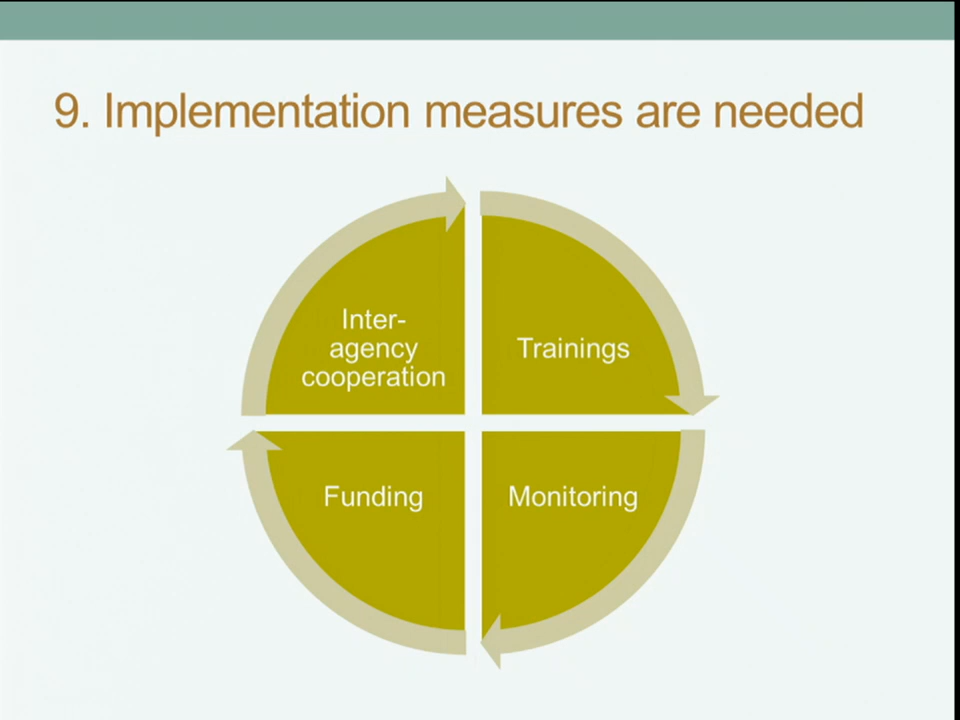 9. Implementation measures are needed
Inter-
agency
cooperation
Trainings
Funding
Monitoring